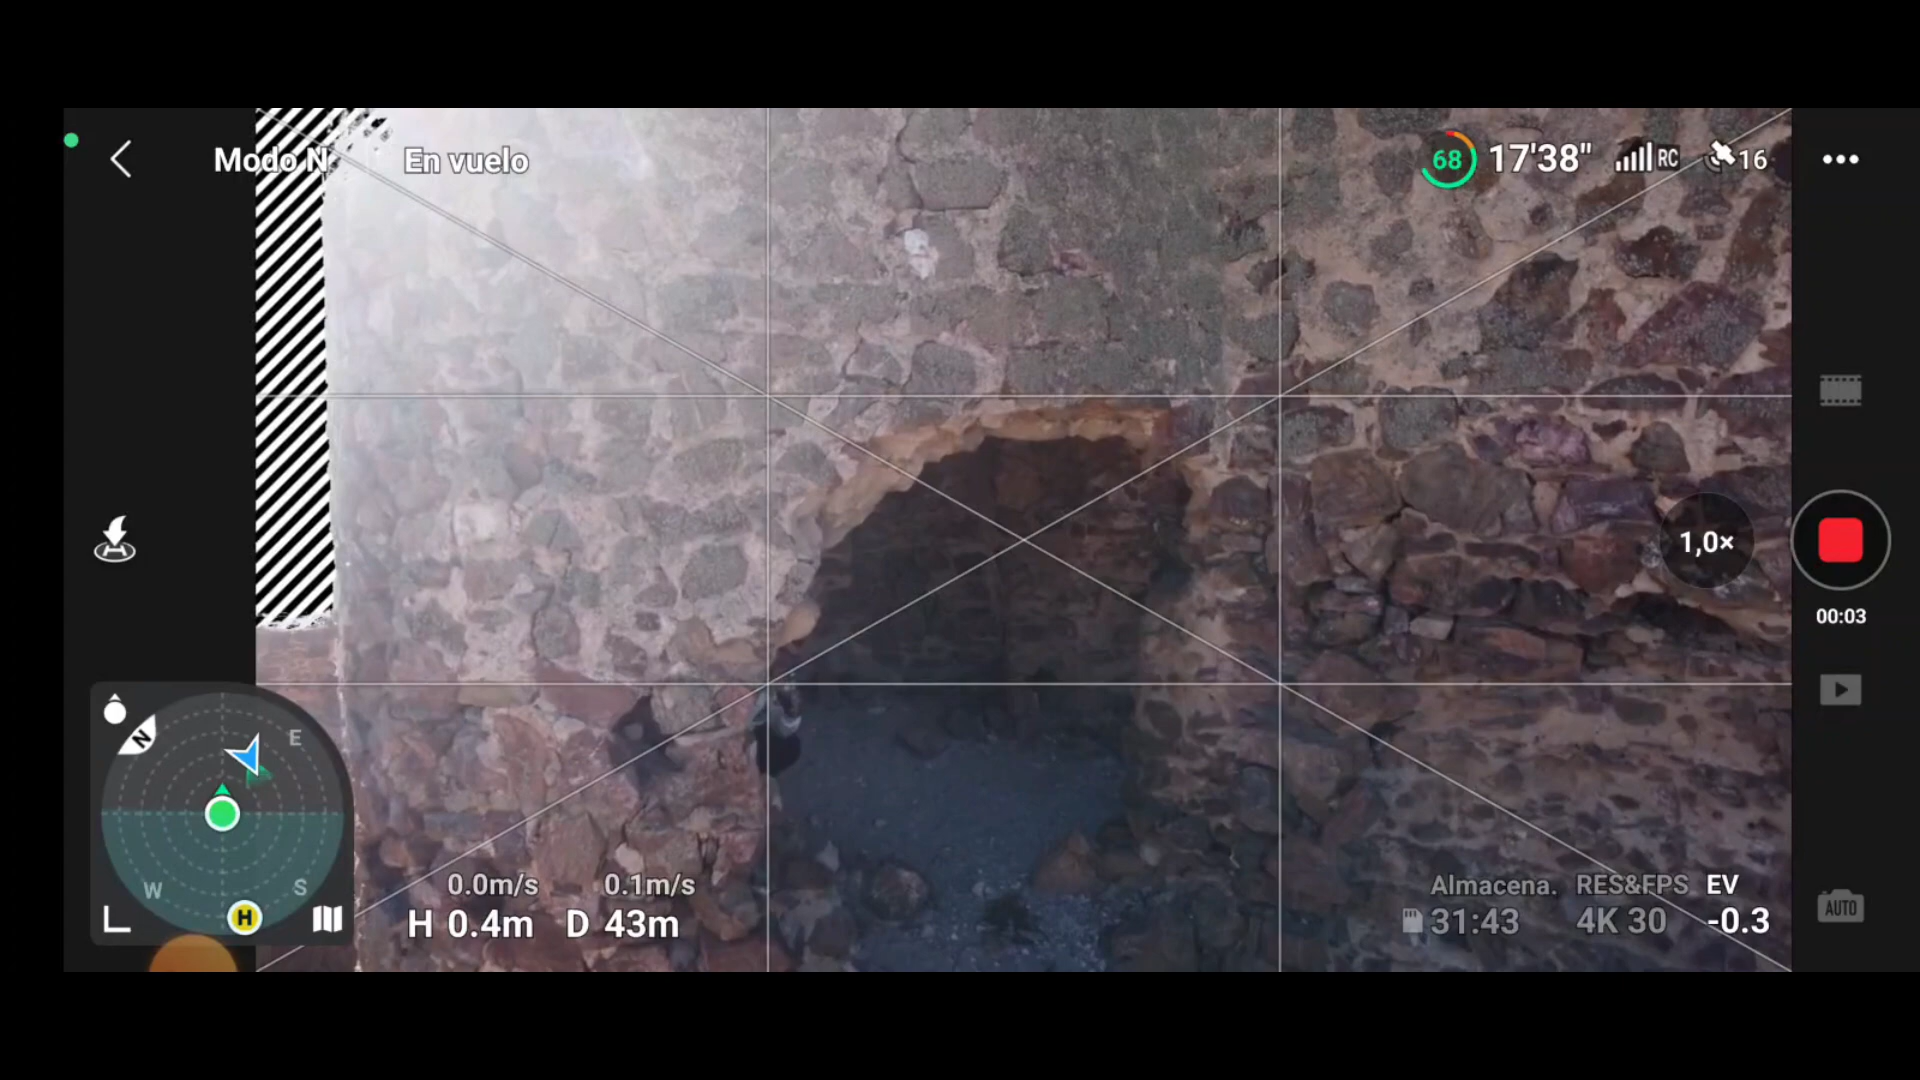 Modo N En vuelo 68 17'38" RC 16
1,0×
00:03
N E
W S
H
0.0m/s 0.1m/s
H 0.4m D 43m
Almacena. RES&FPS EV
31:43 4K 30 -0.3
AUTO